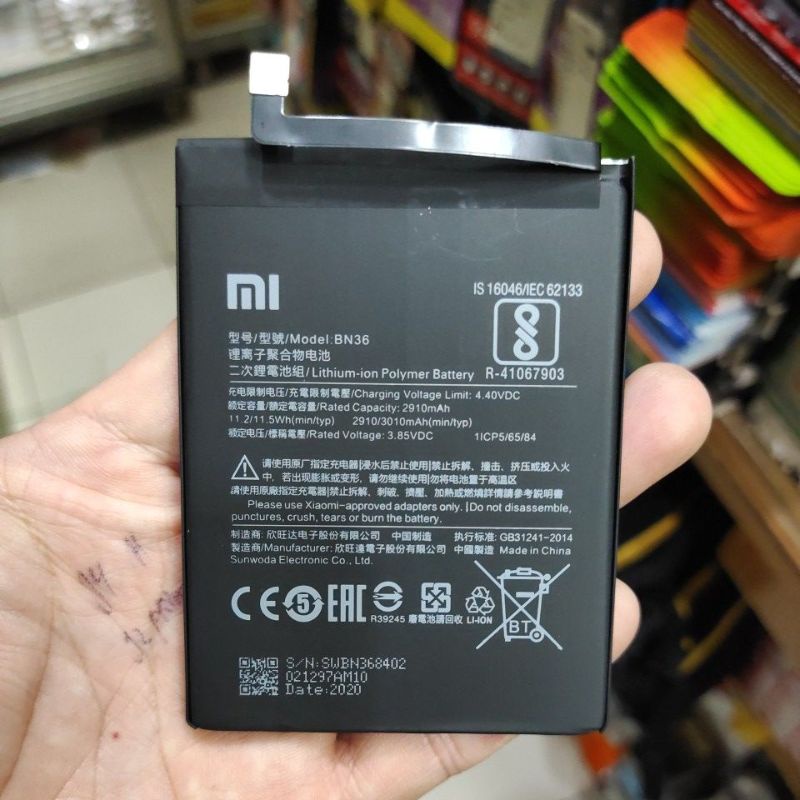 mi
IS 16046/IEC 62133
R-41067903
型号/型號/Model:BN36
锂离子聚合物电池
二次鋰電池組/Lithium-ion Polymer Battery
充电限制电压/充電限制電壓/Charging Voltage Limit: 4.40VDC
额定容量/額定容量/Rated Capacity: 2910mAh
11.2/11.5Wh(min/typ) 2910/3010mAh(min/typ)
额定电压/標稱電壓/Rated Voltage: 3.85VDC 1ICP5/65/84
请使用原厂指定充电器|浸水后禁止使用|禁止拆解、撞击、挤压或投入火
中．若出现膨胀或变形，请勿继续使用|勿将电池置于高温区
請使用原廠指定充電器|禁止拆解、刺破、擠壓、加熱或燃燒詳情請參考説明書
Please use Xiaomi-approved adapters only. |Do not disassemble,
punctures, crush, tears or burn the battery.
制造商：欣旺达电子股份有限公司 中国制造 执行标准: GB31241-2014
製造商/Manufacturer: 欣旺達電子股份有限公司 中國製造 Made in China
Sunwoda Electronic Co., Ltd.
CE 5 EAC
R39245 廢電池請回收 LI-ION
BT
S/N:SWBN368402
021297AM10
Date:2020